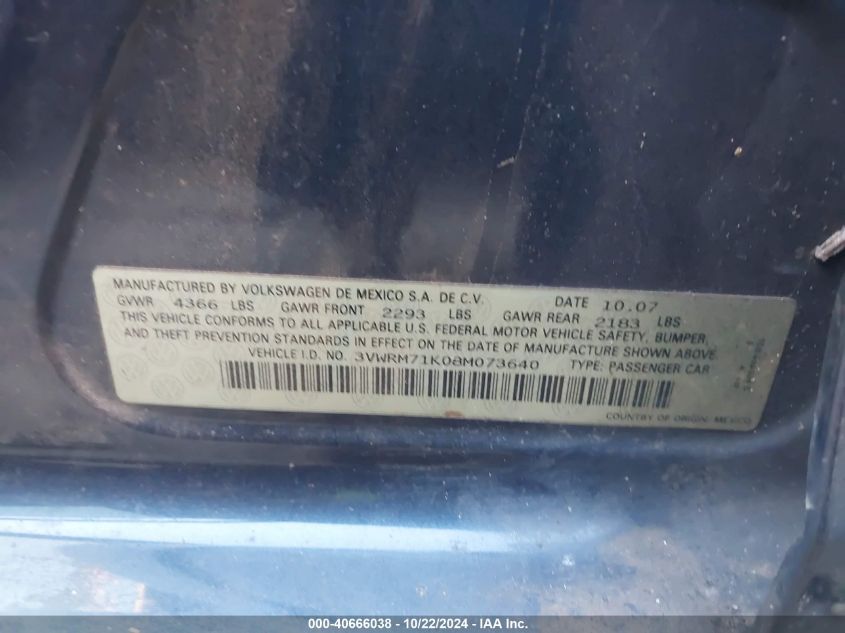 MANUFACTURED BY VOLKSWAGEN DE MEXICO S.A. DE C.V. DATE 10.07
GVWR 4366 LBS GAWR FRONT 2293 LBS GAWR REAR 2183 LBS
THIS VEHICLE CONFORMS TO ALL APPLICABLE U.S. FEDERAL MOTOR VEHICLE SAFETY, BUMPER,
AND THEFT PREVENTION STANDARDS IN EFFECT ON THE DATE OF MANUFACTURE SHOWN ABOVE.
VEHICLE I.D. NO. 3VWRM71K08M073640 TYPE: PASSENGER CAR
COUNTRY OF ORIGIN: MEXICO
000-40666038 - 10/22/2024 - IAA Inc.